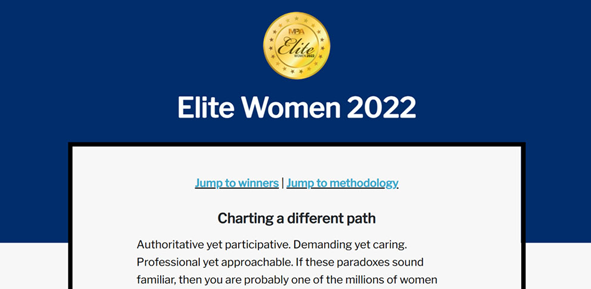 MPA
Elite
WOMEN 2022
Elite Women 2022
Jump to winners | Jump to methodology
Charting a different path
Authoritative yet participative. Demanding yet caring.
Professional yet approachable. If these paradoxes sound
familiar, then you are probably one of the millions of women